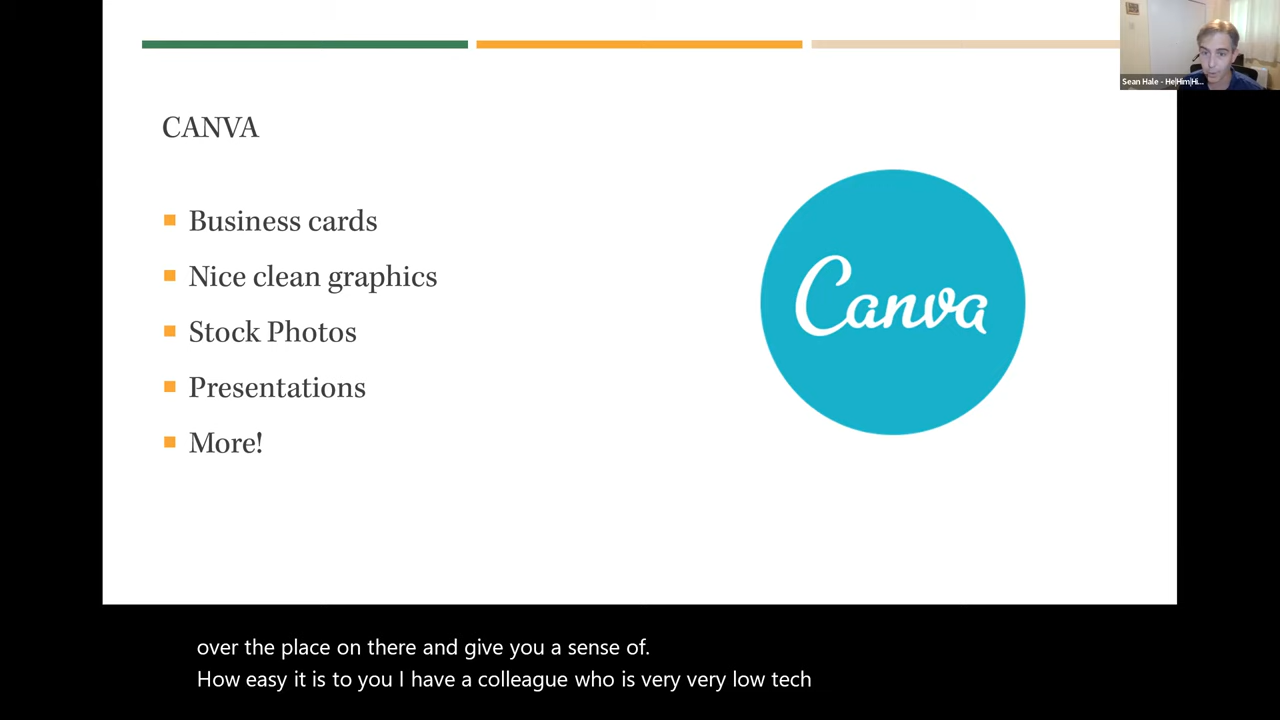 Sean Hale - He|Him|Hi...
CANVA
Business cards
Nice clean graphics
Stock Photos
Presentations
More!
Canva
over the place on there and give you a sense of.
How easy it is to you I have a colleague who is very very low tech